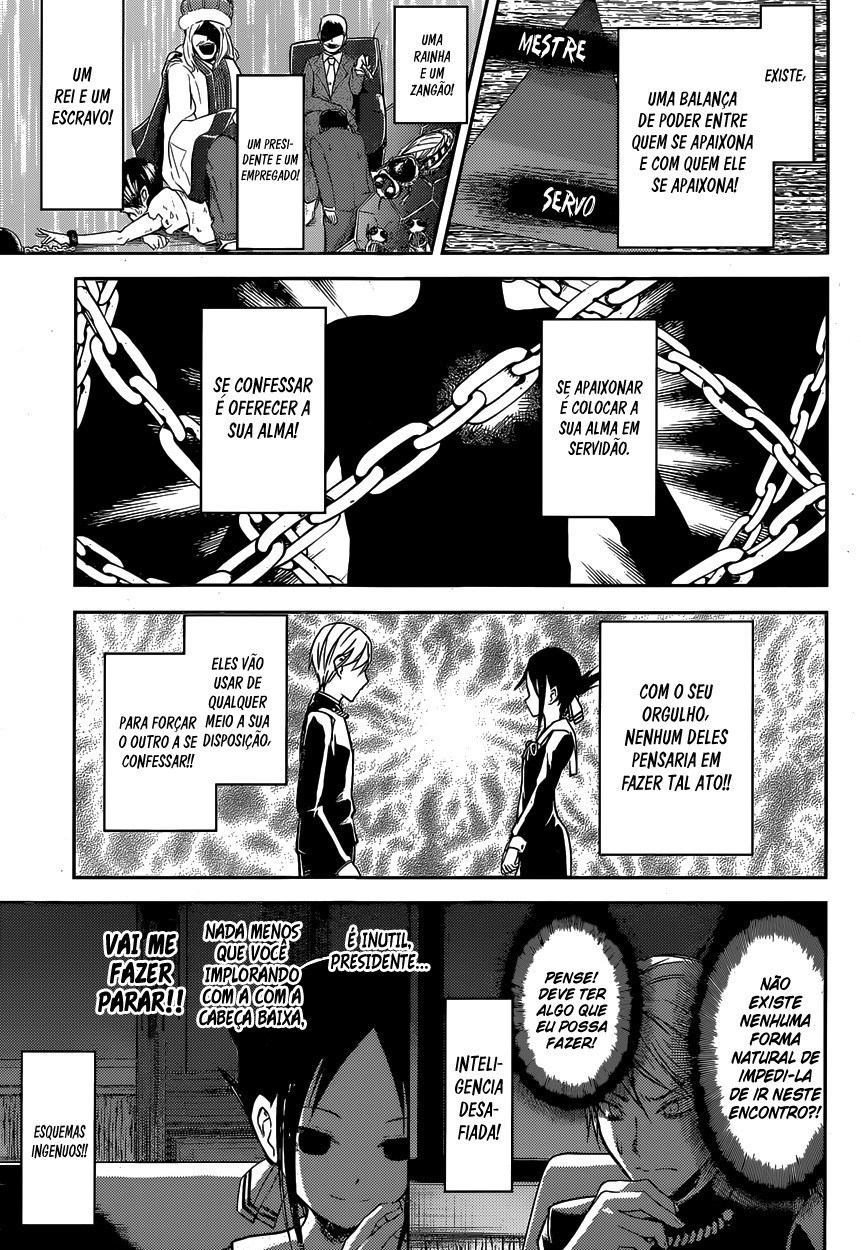 EXISTE,
UMA BALANÇA
DE PODER ENTRE
QUEM SE APAIXONA
E COM QUEM ELE
SE APAIXONA!
MESTRE
SERVO
UMA
RAINHA
E UM
ZANGÃO!
UM PRESI-
DENTE E UM
EMPREGADO!
UM
REI E UM
ESCRAVO!
SE APAIXONAR
É COLOCAR A
SUA ALMA EM
SERVIDÃO.
SE CONFESSAR
É OFERECER A
SUA ALMA!
COM O SEU
ORGULHO,
NENHUM DELES
PENSARIA EM
FAZER TAL ATO!!
ELES VÃO
USAR DE
QUALQUER
MEIO A SUA
DISPOSIÇÃO,
PARA FORÇAR
O OUTRO A SE
CONFESSAR!!
NÃO
EXISTE
NENHUMA
FORMA
NATURAL DE
IMPEDI-LA
DE IR NESTE
ENCONTRO?!
PENSE!
DEVE TER
ALGO QUE
EU POSSA
FAZER!
INTELI-
GENCIA
DESA-
FIADA!
É INUTIL,
PRESIDENTE...
NADA MENOS
QUE VOCÊ
IMPLORANDO
COM A COM A
CABEÇA BAIXA,
VAI ME
FAZER
PARAR!!
ESQUEMAS
INGENUOS!!